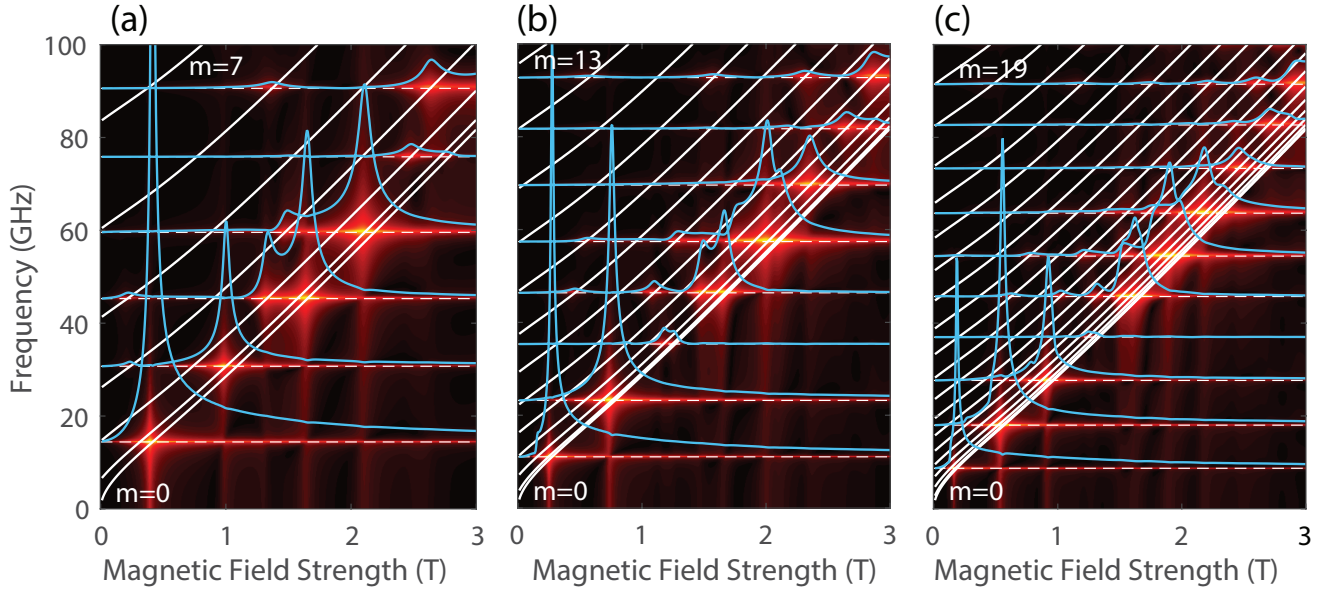 (a) (b) (c)
100
80
60
40
20
0
Frequency (GHz)
m=7
m=0
m=13
m=0
m=19
m=0
0 1 2 3
0 1 2 3
0 1 2 3
Magnetic Field Strength (T)
Magnetic Field Strength (T)
Magnetic Field Strength (T)